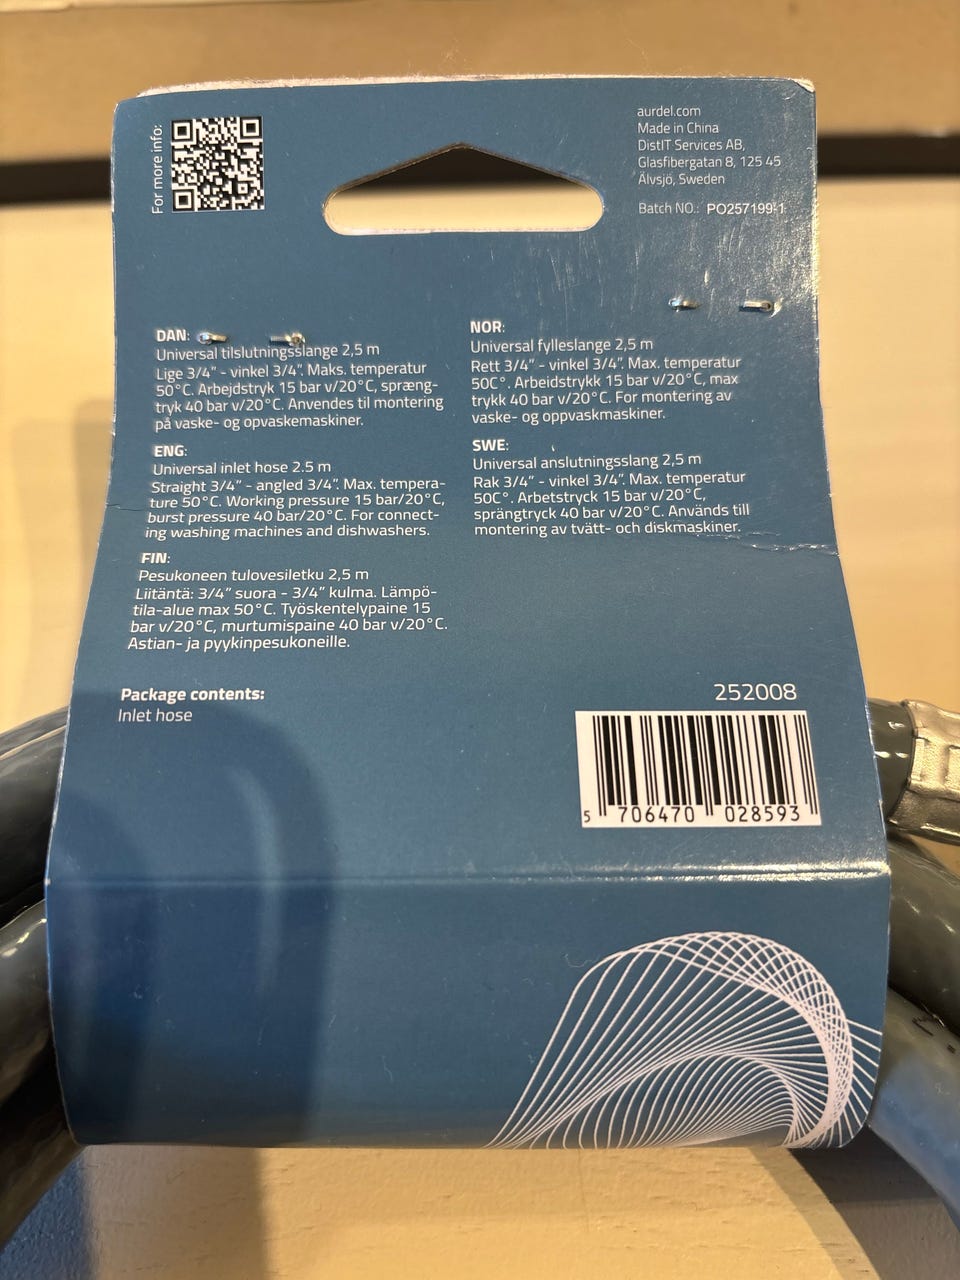 For more info:
aurdel.com
Made in China
DistIT Services AB,
Glasfibergatan 8, 125 45
Älvsjö, Sweden
Batch NO.: PO257199-1
DAN:
Universal tilslutningsslange 2,5 m
Lige 3/4” - vinkel 3/4”. Maks. temperatur
50°C. Arbejdstryk 15 bar v/20°C, spræng-
tryk 40 bar v/20°C. Anvendes til montering
på vaske- og opvaskemaskiner.
ENG:
Universal inlet hose 2.5 m
Straight 3/4” - angled 3/4”. Max. tempera-
ture 50°C. Working pressure 15 bar/20°C,
burst pressure 40 bar/20°C. For connect-
ing washing machines and dishwashers.
FIN:
Pesukoneen tulovesiletku 2,5 m
Liitäntä: 3/4” suora - 3/4” kulma. Lämpö-
tila-alue max 50°C. Työskentelypaine 15
bar v/20°C, murtumispaine 40 bar v/20°C.
Astian- ja pyykinpesukoneille.
NOR:
Universal fylleslange 2,5 m
Rett 3/4” - vinkel 3/4”. Max. temperatur
50C°. Arbeidstrykk 15 bar v/20°C, max
trykk 40 bar v/20°C. For montering av
vaske- og oppvaskmaskiner.
SWE:
Universal anslutningsslang 2,5 m
Rak 3/4” - vinkel 3/4”. Max. temperatur
50C°. Arbetstryck 15 bar v/20°C,
sprängtryck 40 bar v/20°C. Används till
montering av tvätt- och diskmaskiner.
Package contents:
Inlet hose
252008
5 706470 028593